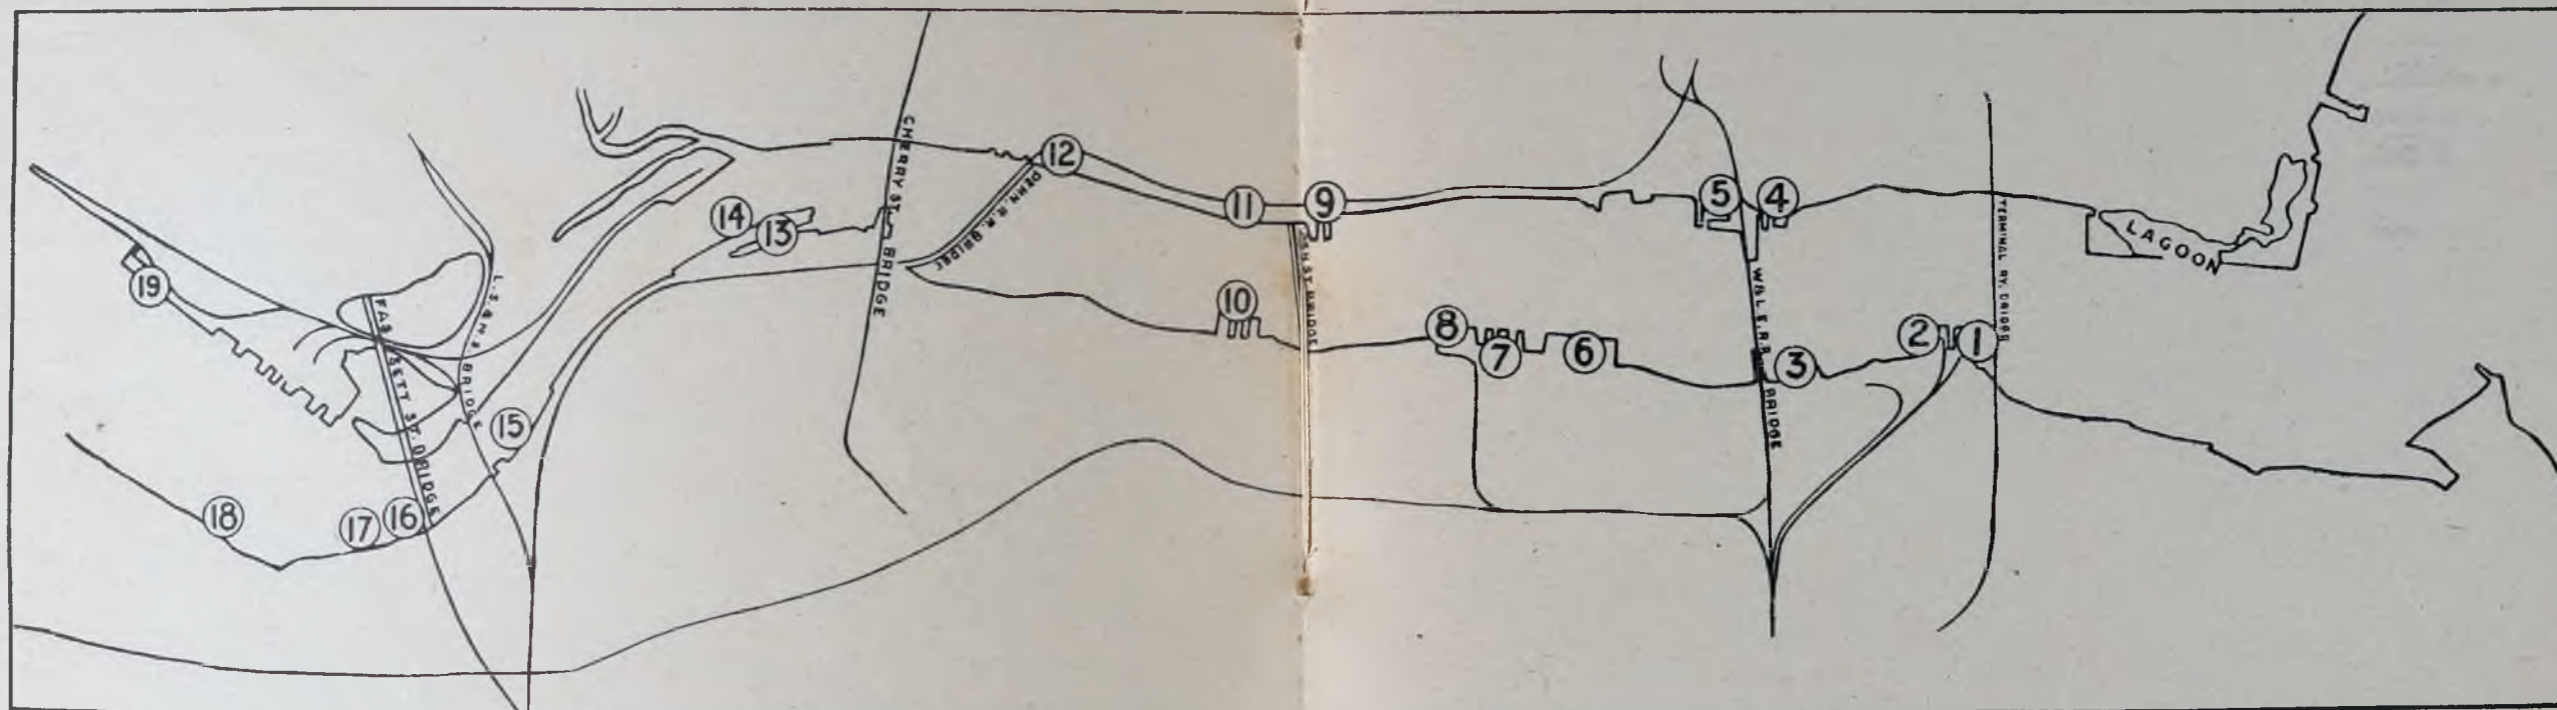 19
18
17
16
FASSETT ST. BRIDGE
L. S. & M. S. BRIDGE
15
14
13
CHERRY ST. BRIDGE
PENN. R. R. BRIDGE
12
11
10
9
ST. BRIDGE
8
7
6
5
4
W. & L. E. R. R. BRIDGE
3
2
1
TERMINAL RY. BRIDGE
LAGOON